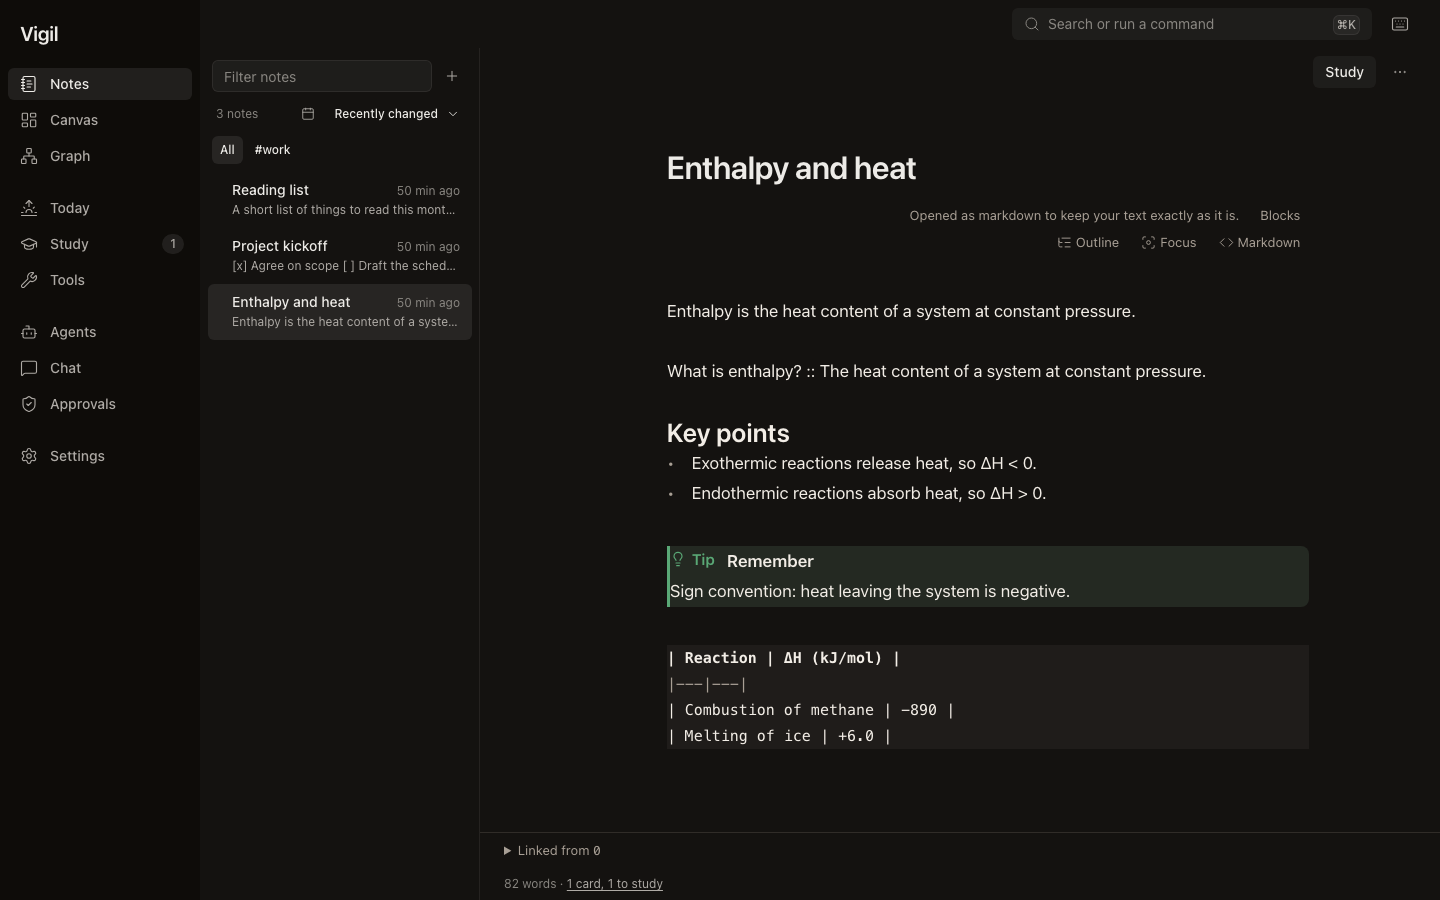 Vigil
Search or run a command ⌘K
Notes
Canvas
Graph
Today
Study 1
Tools
Agents
Chat
Approvals
Settings
Filter notes
3 notes Recently changed
All #work
Reading list 50 min ago
A short list of things to read this mont...
Project kickoff 50 min ago
[x] Agree on scope [ ] Draft the sched...
Enthalpy and heat 50 min ago
Enthalpy is the heat content of a syste...
Study
Enthalpy and heat
Opened as markdown to keep your text exactly as it is. Blocks
Outline Focus Markdown
Enthalpy is the heat content of a system at constant pressure.
What is enthalpy? :: The heat content of a system at constant pressure.
Key points
• Exothermic reactions release heat, so ΔH < 0.
• Endothermic reactions absorb heat, so ΔH > 0.
Tip Remember
Sign convention: heat leaving the system is negative.
| Reaction | ΔH (kJ/mol) |
|---|---|
| Combustion of methane | −890 |
| Melting of ice | +6.0 |
Linked from 0
82 words · 1 card, 1 to study